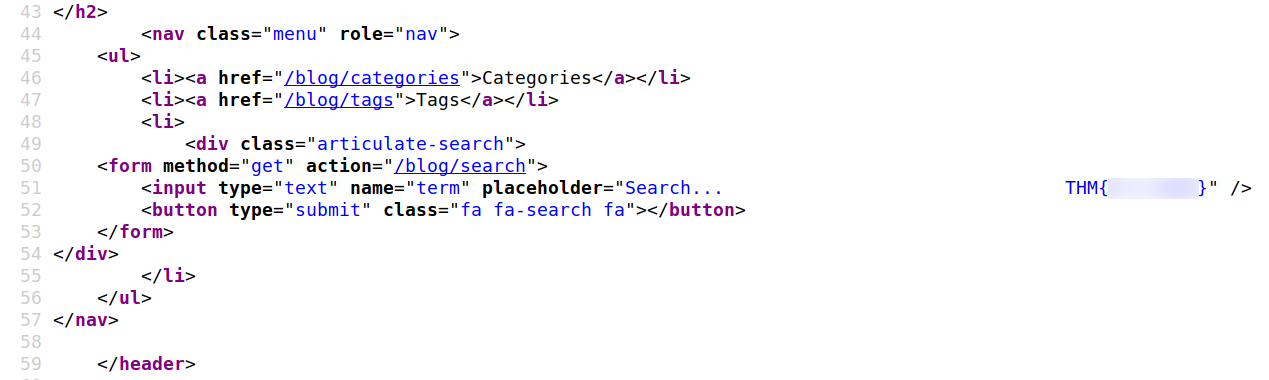 43 </h2>
44         <nav class="menu" role="nav">
45     <ul>
46         <li><a href="/blog/categories">Categories</a></li>
47         <li><a href="/blog/tags">Tags</a></li>
48         <li>
49             <div class="articulate-search">
50     <form method="get" action="/blog/search">
51         <input type="text" name="term" placeholder="Search...                               THM{}" />
52         <button type="submit" class="fa fa-search fa"></button>
53     </form>
54 </div>
55         </li>
56     </ul>
57 </nav>
58
59     </header>